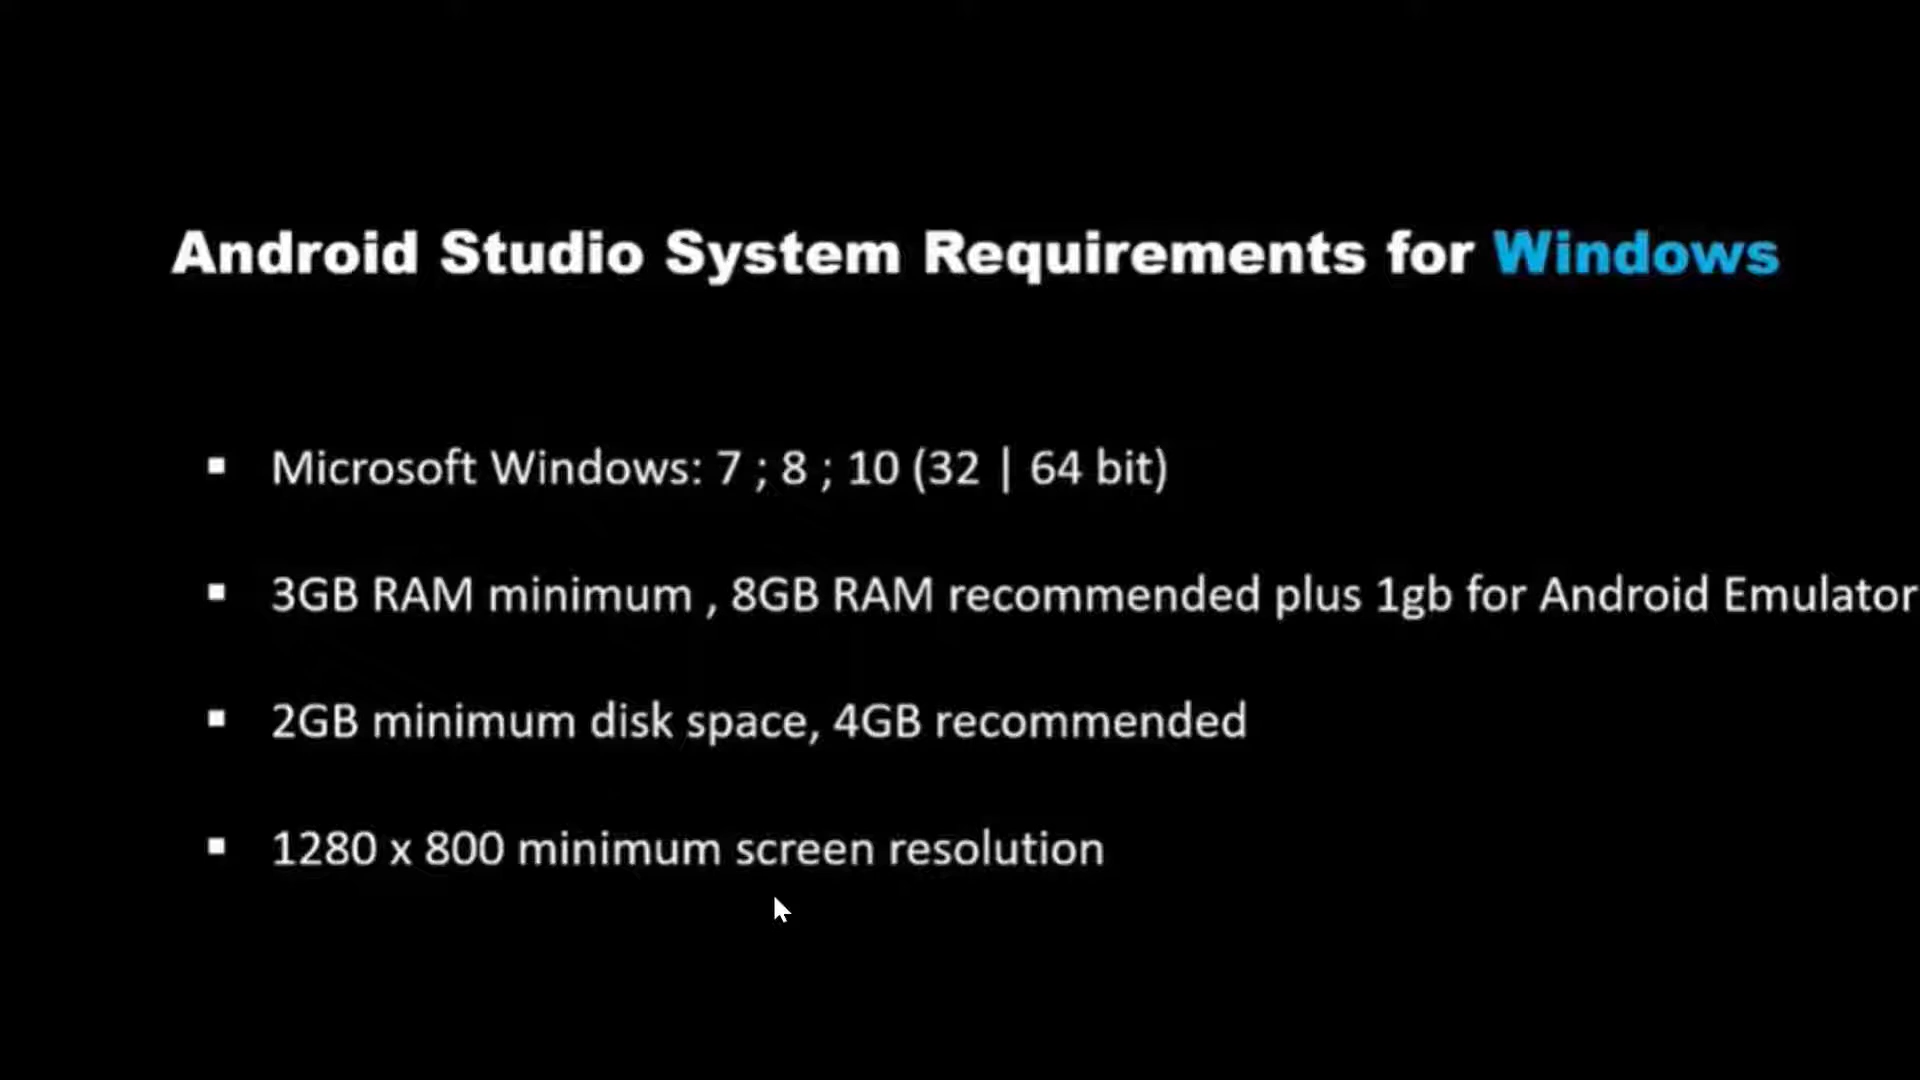 Android Studio System Requirements for Windows
▪ Microsoft Windows: 7 ; 8 ; 10 (32 | 64 bit)
▪ 3GB RAM minimum , 8GB RAM recommended plus 1gb for Android Emulator
▪ 2GB minimum disk space, 4GB recommended
▪ 1280 x 800 minimum screen resolution